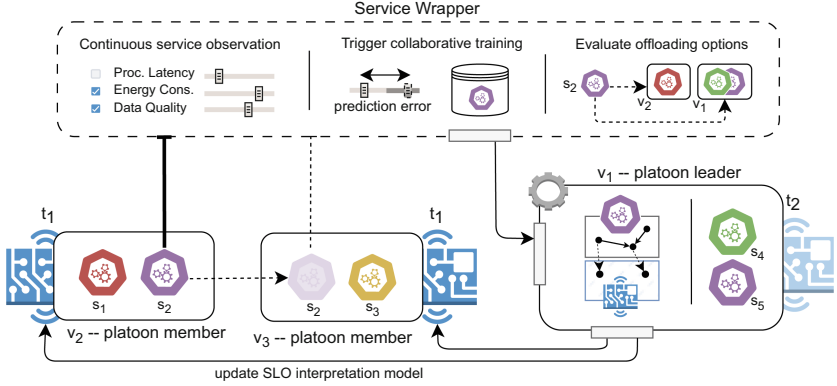 Service Wrapper
Continuous service observation
Proc. Latency
Energy Cons.
Data Quality
Trigger collaborative training
prediction error
Evaluate offloading options
s2
v2
v1
v1 -- platoon leader
t1
t1
t2
s1
s2
s2
s3
s4
s5
v2 -- platoon member
v3 -- platoon member
update SLO interpretation model